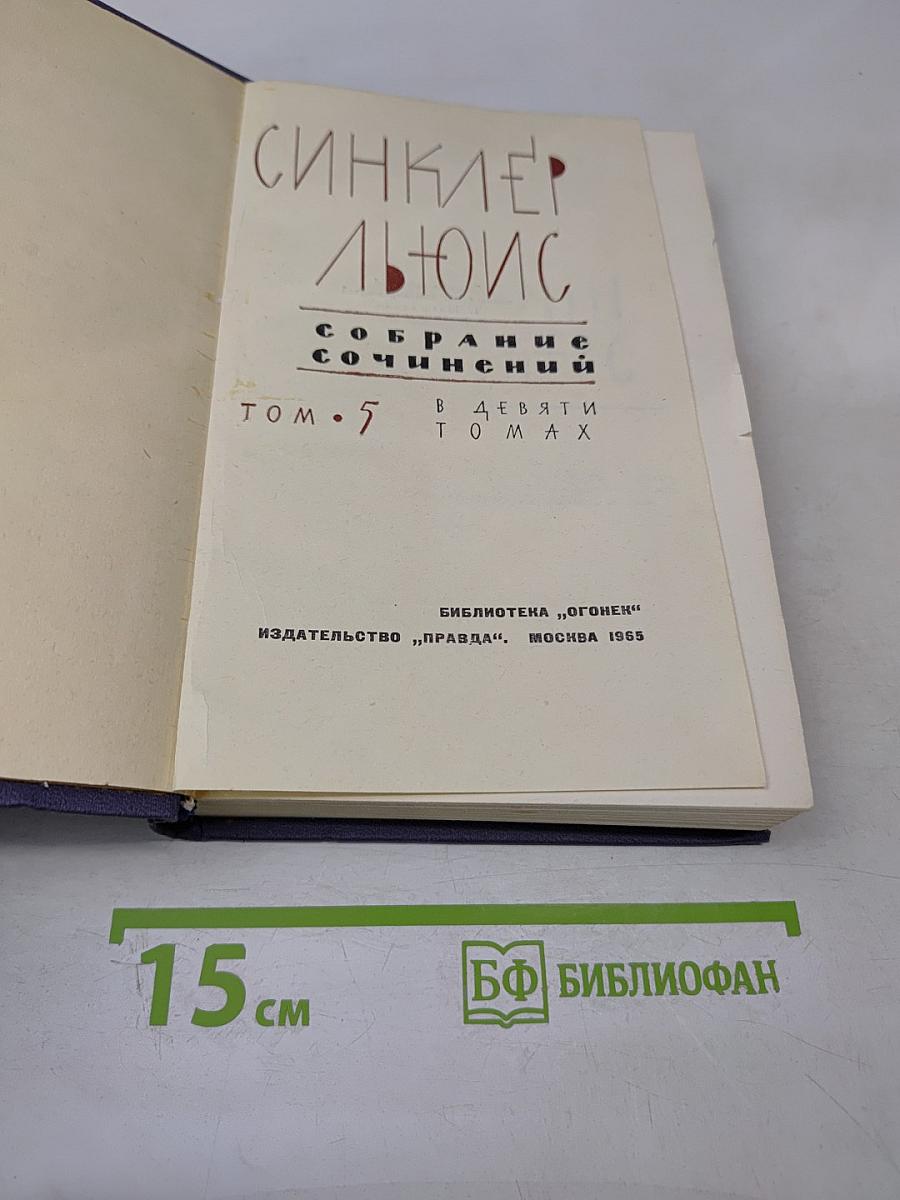 СИНКЛЕР
ЛЬЮИС
СОБРАНИЕ
СОЧИНЕНИЙ
ТОМ • 5
В ДЕВЯТИ
ТОМАХ
БИБЛИОТЕКА „ОГОНЕК“
ИЗДАТЕЛЬСТВО „ПРАВДА“. МОСКВА 1965
15 см
БФ БИБЛИОФАН